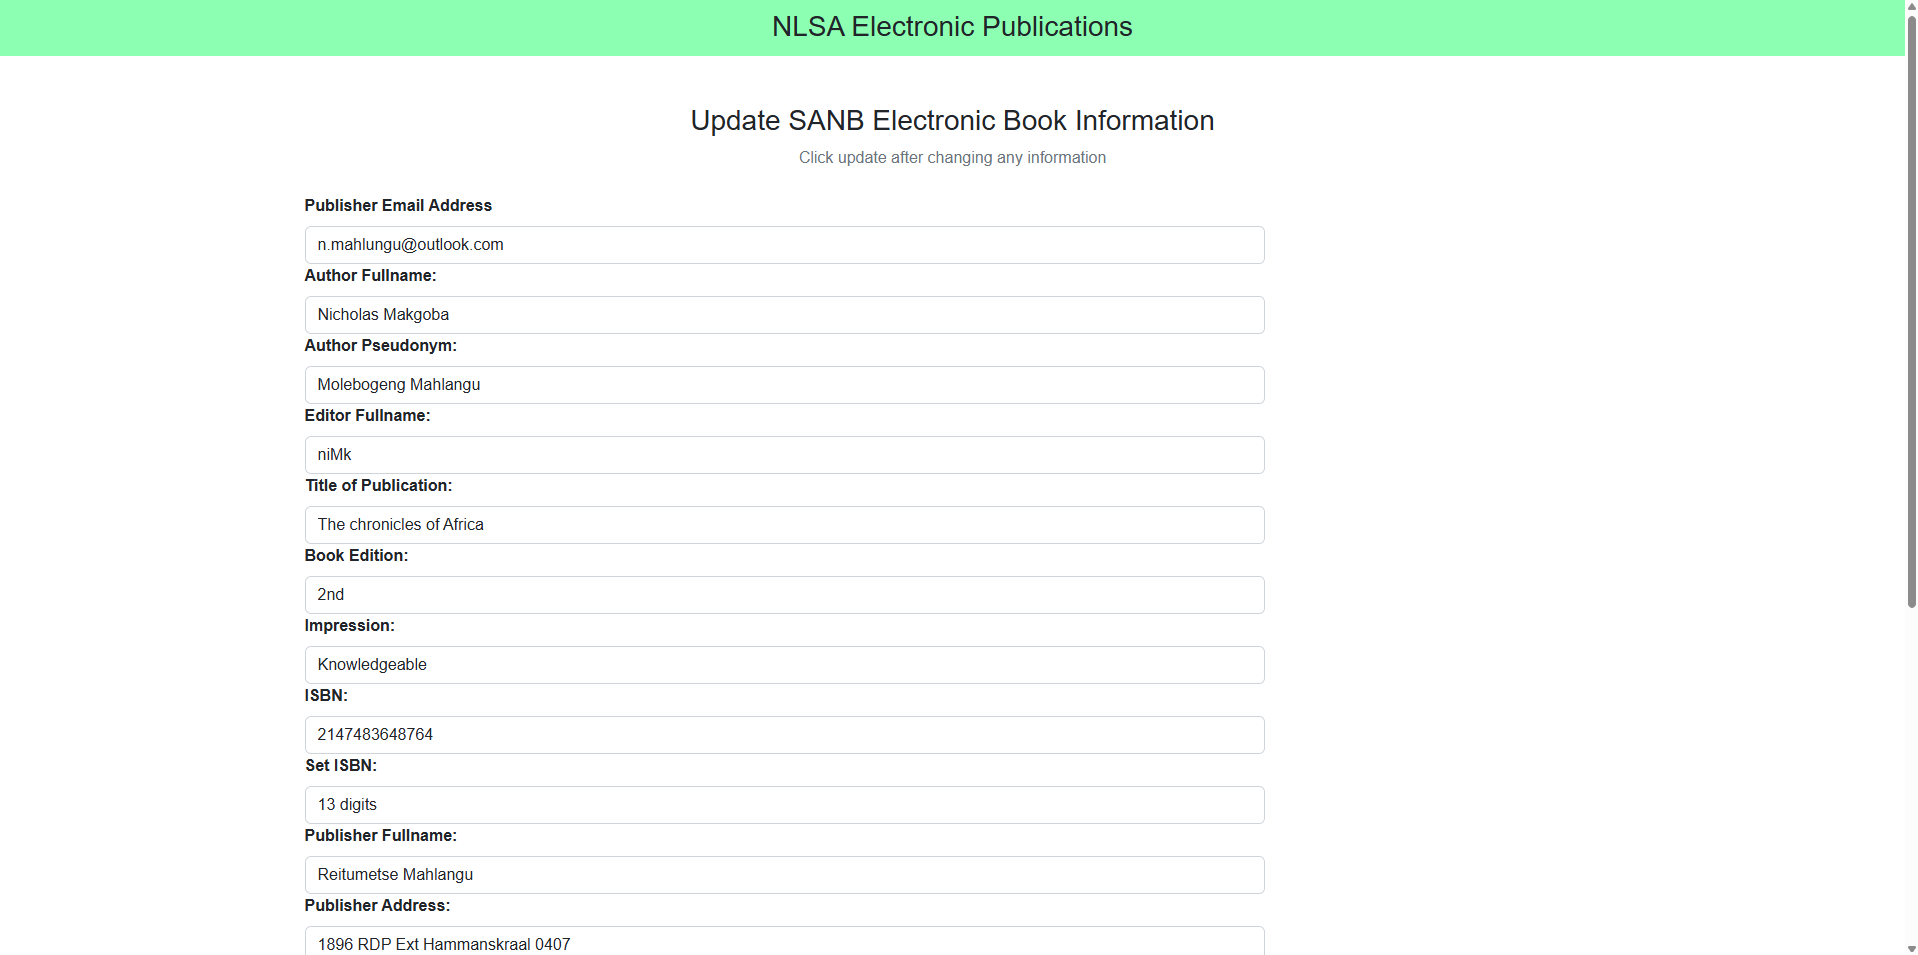 NLSA Electronic Publications
Update SANB Electronic Book Information
Click update after changing any information
Publisher Email Address
n.mahlungu@outlook.com
Author Fullname:
Nicholas Makgoba
Author Pseudonym:
Molebogeng Mahlangu
Editor Fullname:
niMk
Title of Publication:
The chronicles of Africa
Book Edition:
2nd
Impression:
Knowledgeable
ISBN:
2147483648764
Set ISBN:
13 digits
Publisher Fullname:
Reitumetse Mahlangu
Publisher Address:
1896 RDP Ext Hammanskraal 0407